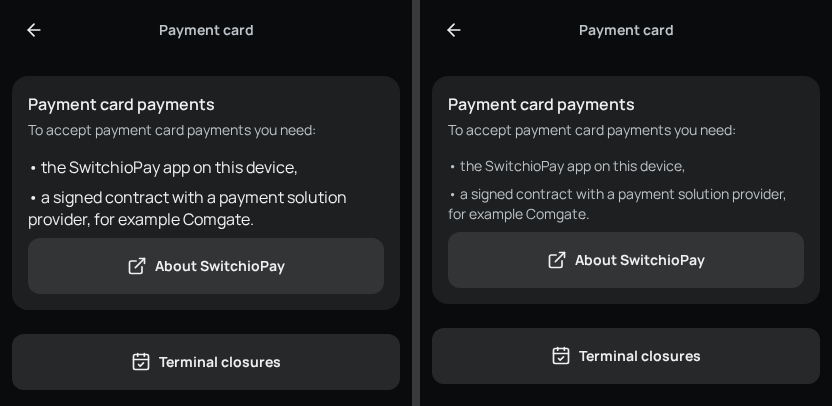 Payment card
Payment card payments
To accept payment card payments you need:
• the SwitchioPay app on this device,
• a signed contract with a payment solution
provider, for example Comgate.
About SwitchioPay
Terminal closures
Payment card
Payment card payments
To accept payment card payments you need:
• the SwitchioPay app on this device,
• a signed contract with a payment solution provider,
for example Comgate.
About SwitchioPay
Terminal closures